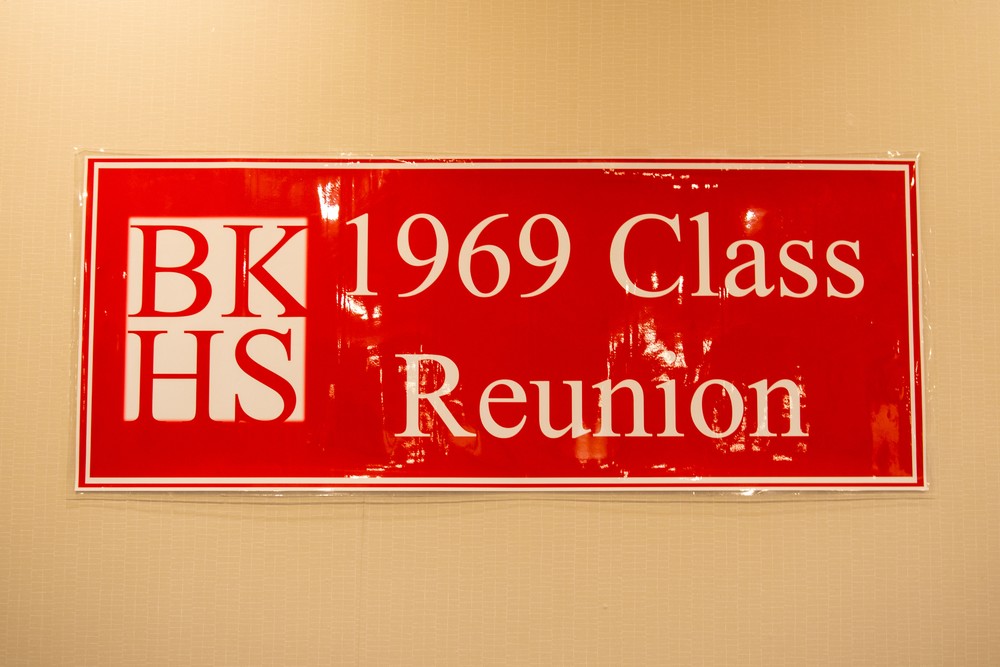 BK
HS
1969 Class
Reunion